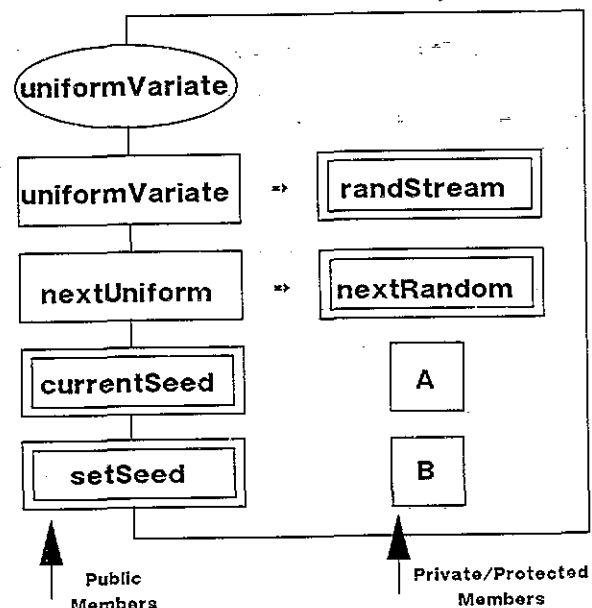 uniformVariate
uniformVariate => randStream
nextUniform => nextRandom
currentSeed A
setSeed B
Public
Members
Private/Protected
Members